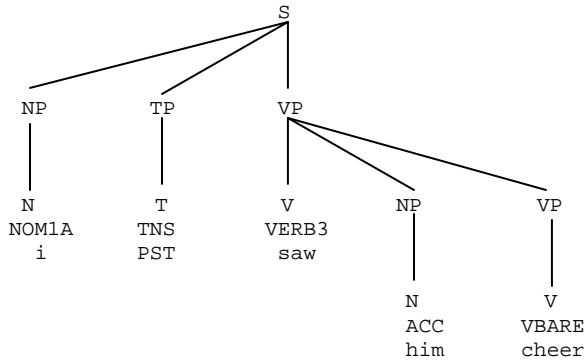 S
NP TP VP
N T V NP VP
NOM1A TNS VERB3
i PST saw
N V
ACC VBARE
him cheer